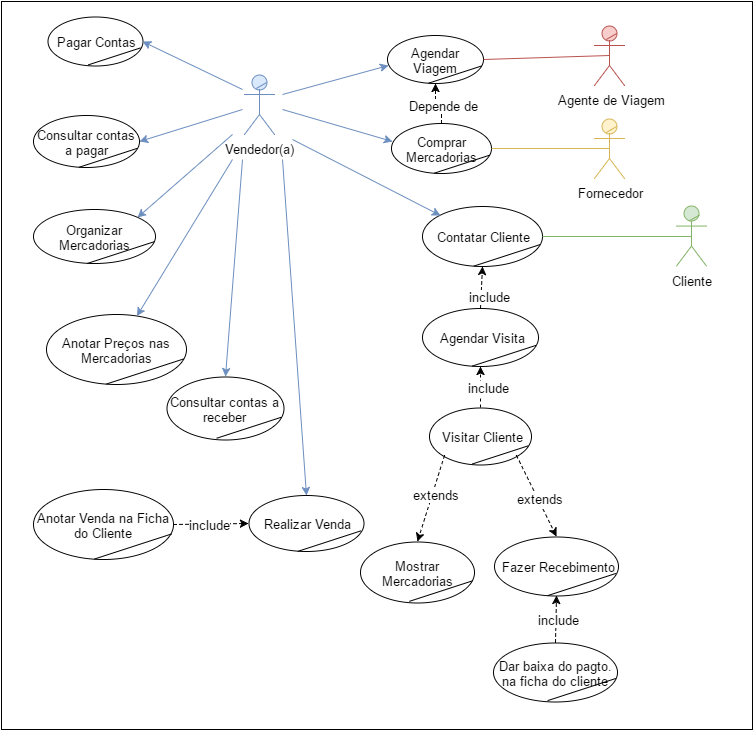 Pagar Contas
Agendar
Viagem
Agente de Viagem
Depende de
Consultar contas
a pagar
Vendedor(a)
Comprar
Mercadorias
Fornecedor
Organizar
Mercadorias
Contatar Cliente
Cliente
include
Anotar Preços nas
Mercadorias
Agendar Visita
include
Consultar contas a
receber
Visitar Cliente
extends
extends
Anotar Venda na Ficha
do Cliente
include
Realizar Venda
Mostrar
Mercadorias
Fazer Recebimento
include
Dar baixa do pagto.
na ficha do cliente